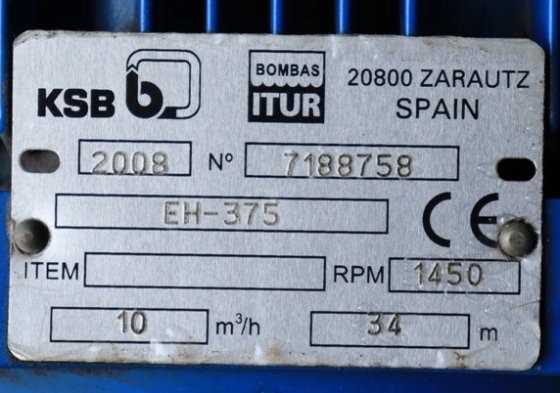 KSB b BOMBAS ITUR 20800 ZARAUTZ
SPAIN
2008 Nº 7188758
EH-375 CE
ITEM RPM 1450
10 m³/h 34 m